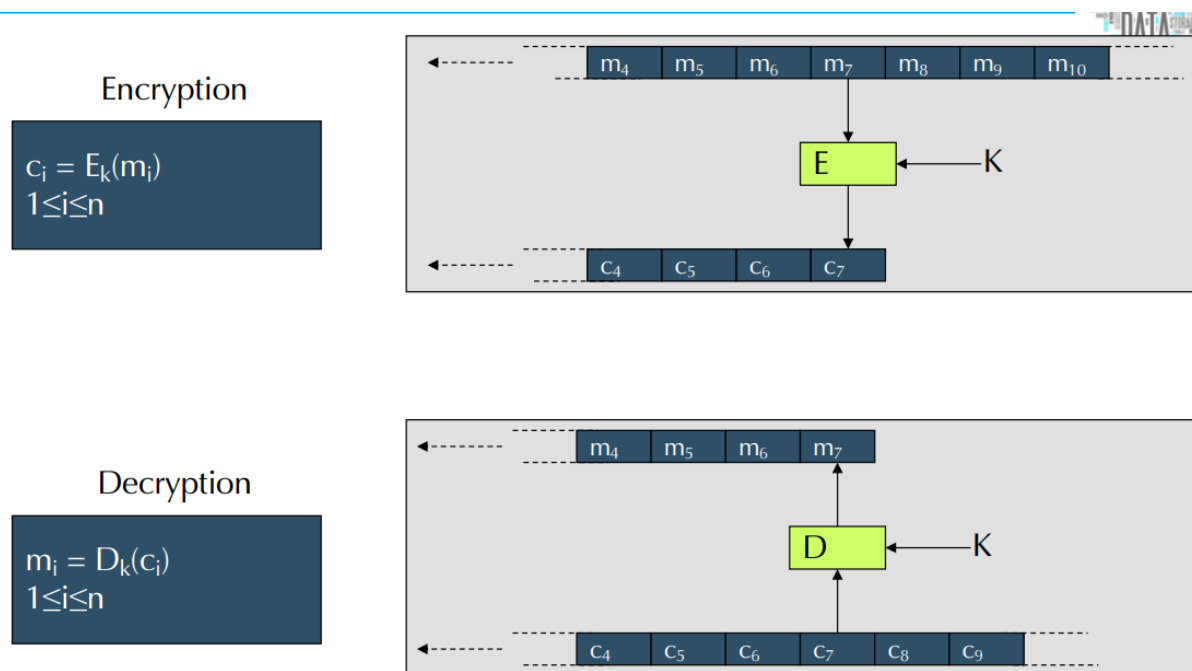 DATA
Encryption
cᵢ = Eₖ(mᵢ)
1≤i≤n
m₄ m₅ m₆ m₇ m₈ m₉ m₁₀
E
K
c₄ c₅ c₆ c₇
Decryption
mᵢ = Dₖ(cᵢ)
1≤i≤n
m₄ m₅ m₆ m₇
D
K
c₄ c₅ c₆ c₇ c₈ c₉